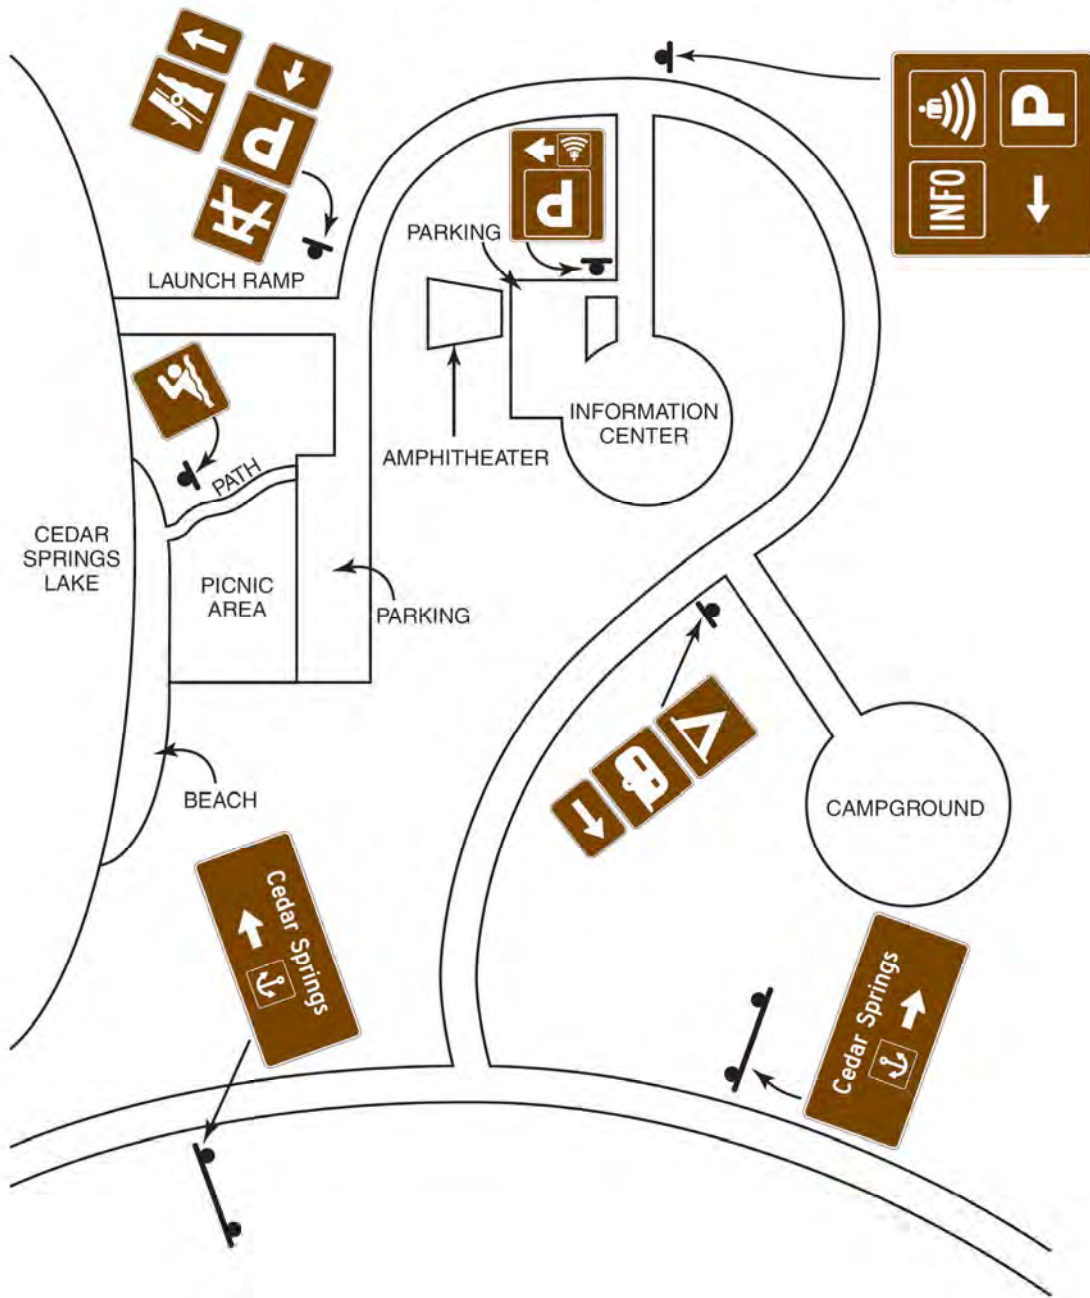 INFO
P
P
P
PARKING
LAUNCH RAMP
AMPHITHEATER
INFORMATION
CENTER
PATH
CEDAR
SPRINGS
LAKE
PICNIC
AREA
PARKING
BEACH
CAMPGROUND
Cedar Springs
Cedar Springs